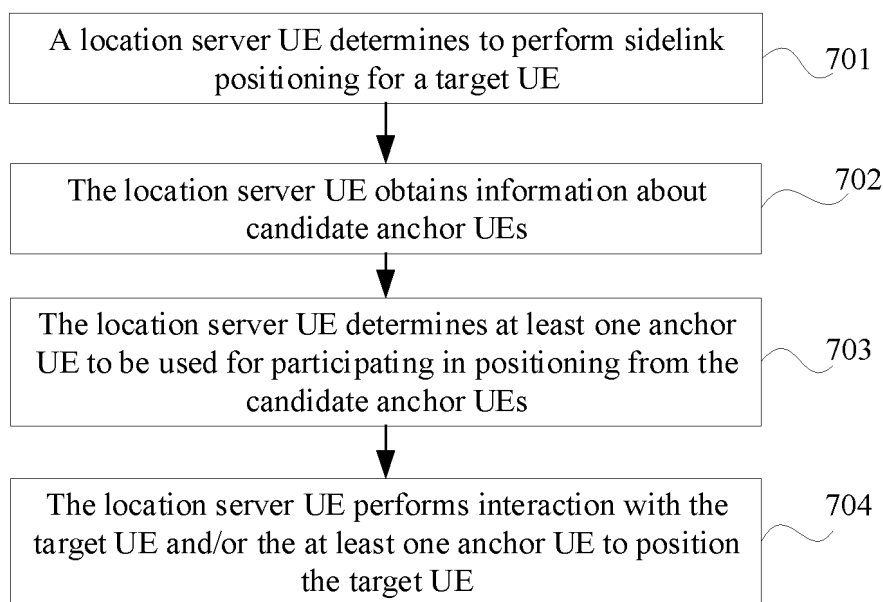 A location server UE determines to perform sidelink
positioning for a target UE
701
The location server UE obtains information about
candidate anchor UEs
702
The location server UE determines at least one anchor
UE to be used for participating in positioning from the
candidate anchor UEs
703
The location server UE performs interaction with the
target UE and/or the at least one anchor UE to position
the target UE
704